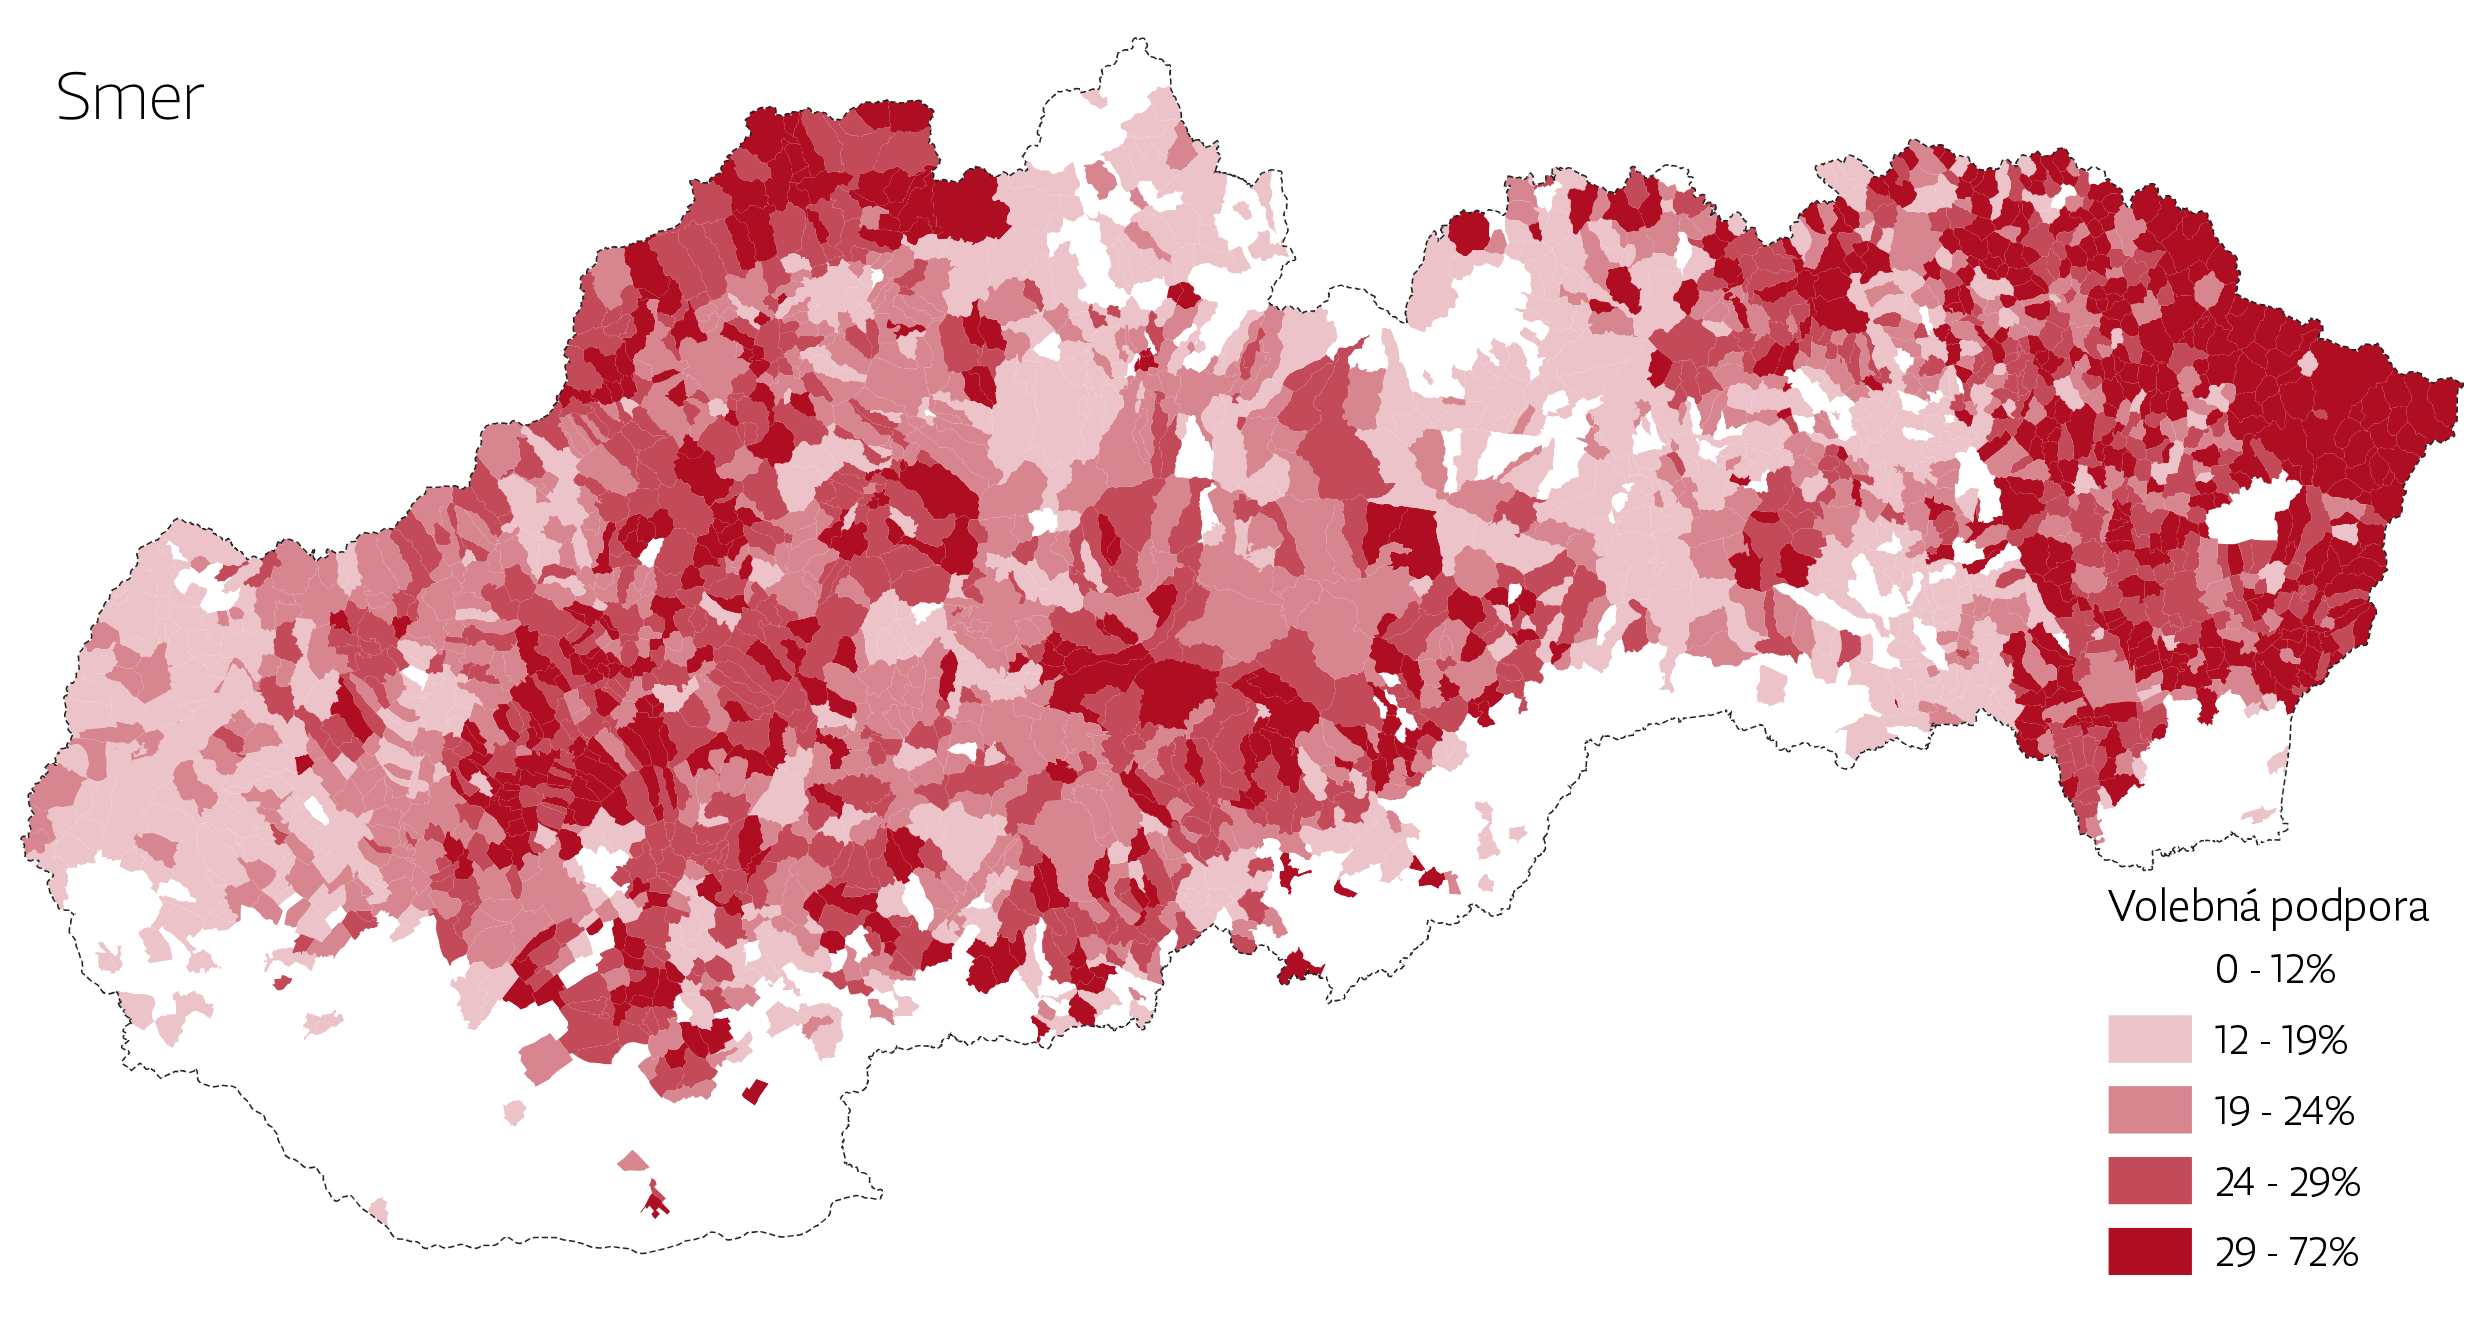 Smer
Volebná podpora
0 - 12%
12 - 19%
19 - 24%
24 - 29%
29 - 72%